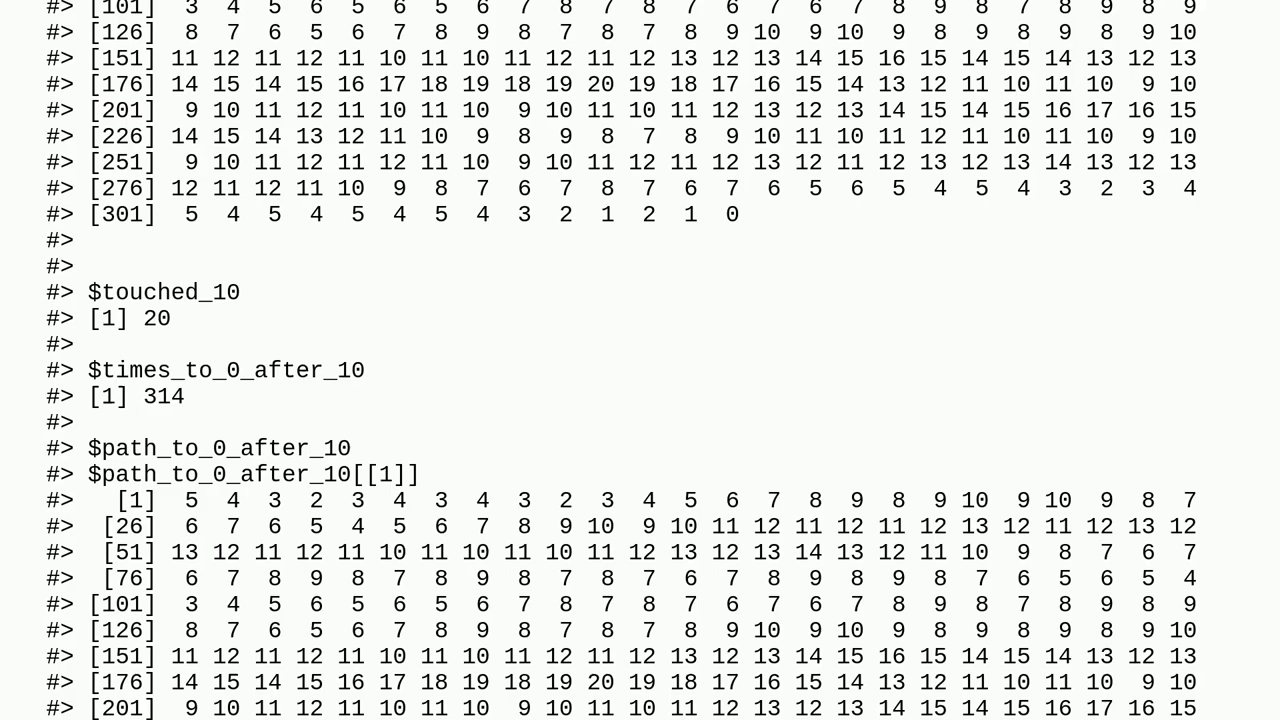 #> [101]  3  4  5  6  5  6  5  6  7  8  7  8  7  6  7  6  7  8  9  8  7  8  9  8  9
#> [126]  8  7  6  5  6  7  8  9  8  7  8  7  8  9 10  9 10  9  8  9  8  9  8  9 10
#> [151] 11 12 11 12 11 10 11 10 11 12 11 12 13 12 13 14 15 16 15 14 15 14 13 12 13
#> [176] 14 15 14 15 16 17 18 19 18 19 20 19 18 17 16 15 14 13 12 11 10 11 10  9 10
#> [201]  9 10 11 12 11 10 11 10  9 10 11 10 11 12 13 12 13 14 15 14 15 16 17 16 15
#> [226] 14 15 14 13 12 11 10  9  8  9  8  7  8  9 10 11 10 11 12 11 10 11 10  9 10
#> [251]  9 10 11 12 11 12 11 10  9 10 11 12 11 12 13 12 11 12 13 12 13 14 13 12 13
#> [276] 12 11 12 11 10  9  8  7  6  7  8  7  6  7  6  5  6  5  4  5  4  3  2  3  4
#> [301]  5  4  5  4  5  4  5  4  3  2  1  2  1  0
#>
#>
#> $touched_10
#> [1] 20
#>
#> $times_to_0_after_10
#> [1] 314
#>
#> $path_to_0_after_10
#> $path_to_0_after_10[[1]]
#>   [1]  5  4  3  2  3  4  3  4  3  2  3  4  5  6  7  8  9  8  9 10  9 10  9  8  7
#>  [26]  6  7  6  5  4  5  6  7  8  9 10  9 10 11 12 11 12 11 12 13 12 11 12 13 12
#>  [51] 13 12 11 12 11 10 11 10 11 10 11 12 13 12 13 14 13 12 11 10  9  8  7  6  7
#>  [76]  6  7  8  9  8  7  8  9  8  7  8  7  6  7  8  9  8  9  8  7  6  5  6  5  4
#> [101]  3  4  5  6  5  6  5  6  7  8  7  8  7  6  7  6  7  8  9  8  7  8  9  8  9
#> [126]  8  7  6  5  6  7  8  9  8  7  8  7  8  9 10  9 10  9  8  9  8  9  8  9 10
#> [151] 11 12 11 12 11 10 11 10 11 12 11 12 13 12 13 14 15 16 15 14 15 14 13 12 13
#> [176] 14 15 14 15 16 17 18 19 18 19 20 19 18 17 16 15 14 13 12 11 10 11 10  9 10
#> [201]  9 10 11 12 11 10 11 10  9 10 11 10 11 12 13 12 13 14 15 14 15 16 17 16 15